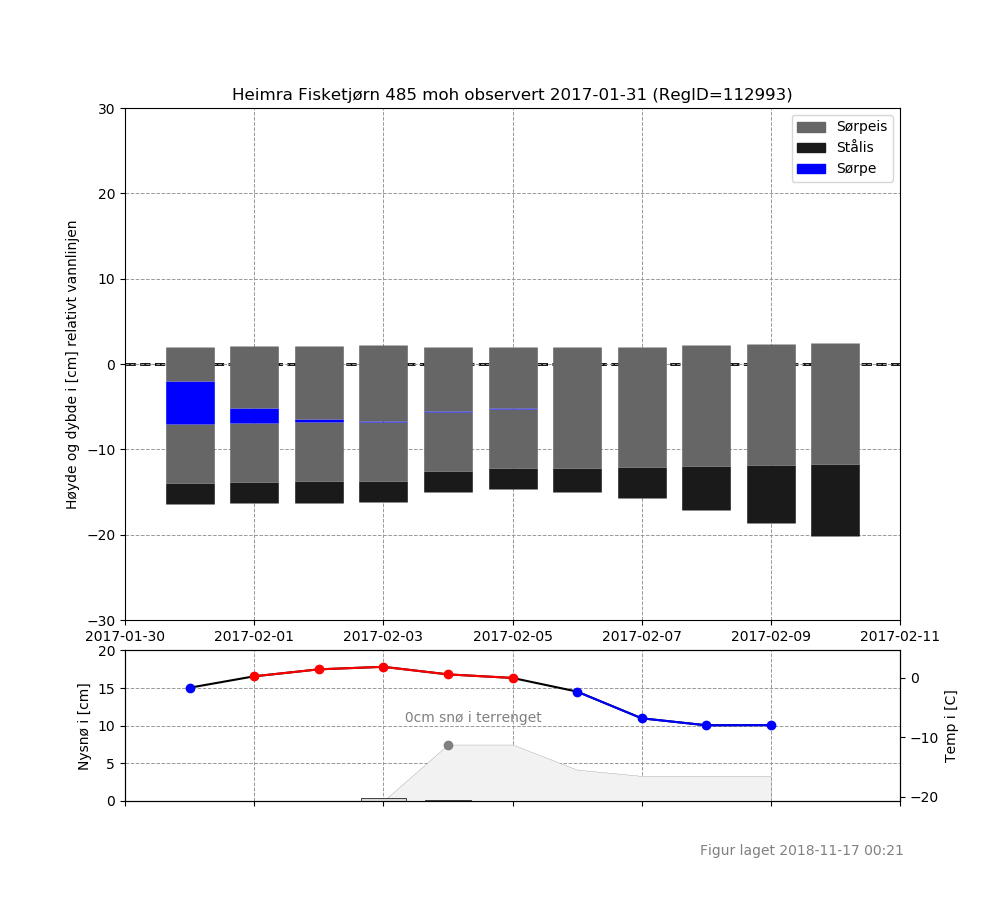 Heimra Fisketjørn 485 moh observert 2017-01-31 (RegID=112993)
30
20
10
0
−10
−20
−30
Høyde og dybde i [cm] relativt vannlinjen
Sørpeis
Stålis
Sørpe
2017-01-30 2017-02-01 2017-02-03 2017-02-05 2017-02-07 2017-02-09 2017-02-11
20
15
10
5
0
Nysnø i [cm]
0cm snø i terrenget
0
−10
−20
Temp i [C]
Figur laget 2018-11-17 00:21